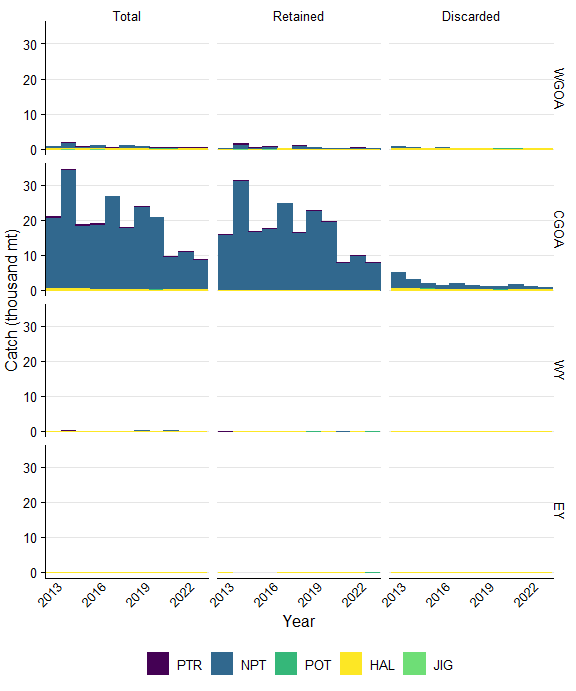 Total Retained Discarded
30
20
10
0
WGOA
30
20
10
0
CGOA
30
20
10
0
WY
30
20
10
0
EY
Catch (thousand mt)
2013 2016 2019 2022 2013 2016 2019 2022 2013 2016 2019 2022
Year
PTR NPT POT HAL JIG